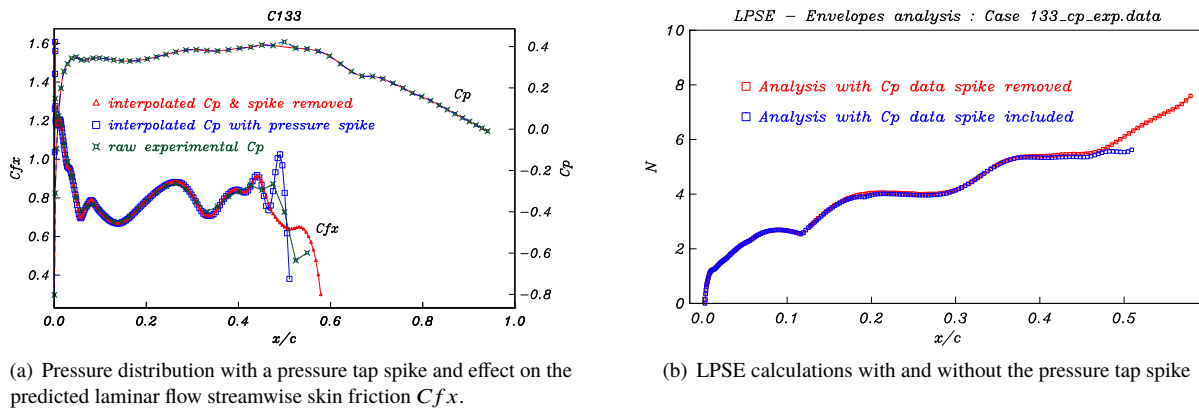 C133
1.6
1.4
1.2
1.0
0.8
0.6
0.4
Cfx
0.4
0.2
0.0
−0.2
−0.4
−0.6
−0.8
Cp
Cp
interpolated Cp & spike removed
interpolated Cp with pressure spike
raw experimental Cp
Cfx
0.0 0.2 0.4 0.6 0.8 1.0
x/c
(a) Pressure distribution with a pressure tap spike and effect on the
predicted laminar flow streamwise skin friction Cfx.
LPSE − Envelopes analysis : Case 133_cp_exp.data
10
8
6
4
2
0
N
Analysis with Cp data spike removed
Analysis with Cp data spike included
0.0 0.1 0.2 0.3 0.4 0.5
x/c
(b) LPSE calculations with and without the pressure tap spike